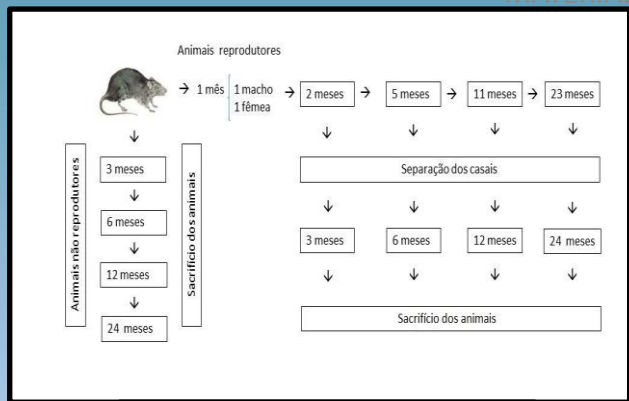 Animais reprodutores
1 mês
1 macho
1 fêmea
2 meses
5 meses
11 meses
23 meses
Animais não reprodutores
3 meses
6 meses
12 meses
24 meses
Sacrifício dos animais
Separação dos casais
3 meses
6 meses
12 meses
24 meses
Sacrifício dos animais